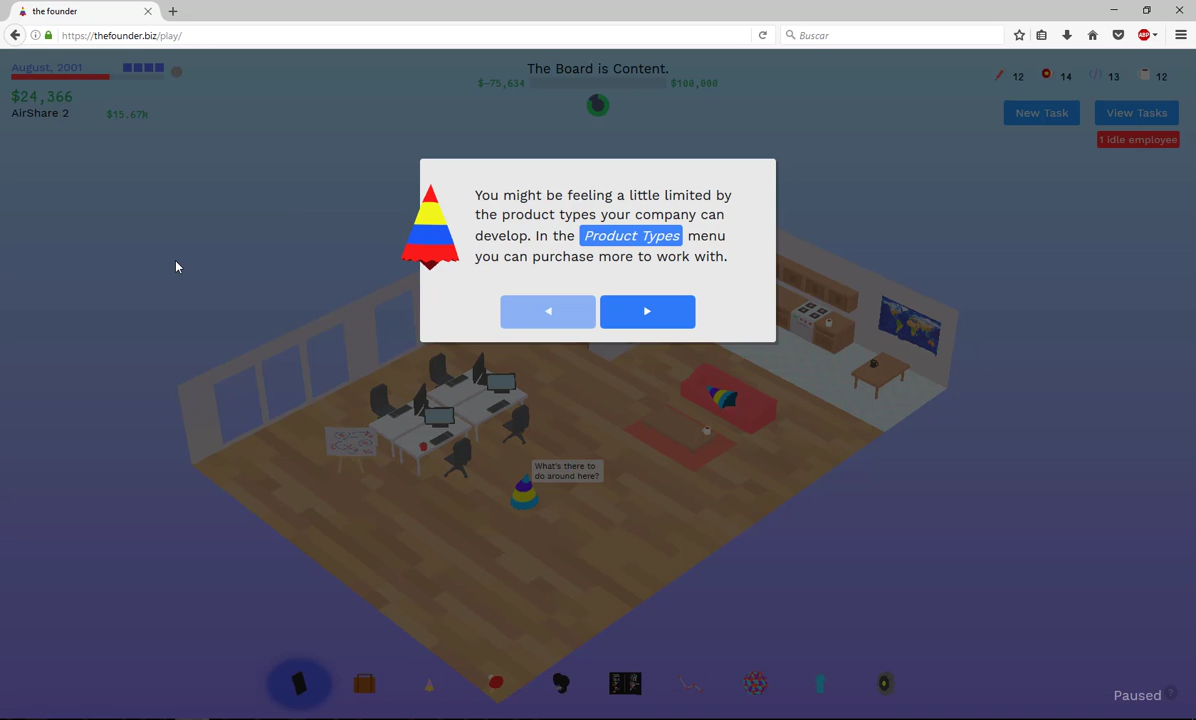 the founder
https://thefounder.biz/play/
Buscar
ABP
August, 2001
The Board is Content.
$-75,634
$100,000
12
14
13
12
$24,366
AirShare 2
$15.67k
New Task
View Tasks
1 idle employee
You might be feeling a little limited by
the product types your company can
develop. In the Product Types menu
you can purchase more to work with.
What's there to
do around here?
Paused
?